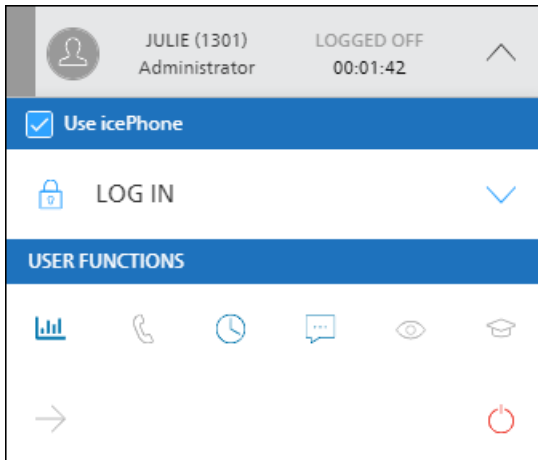 JULIE (1301)
LOGGED OFF
Administrator
00:01:42
Use icePhone
LOG IN
USER FUNCTIONS